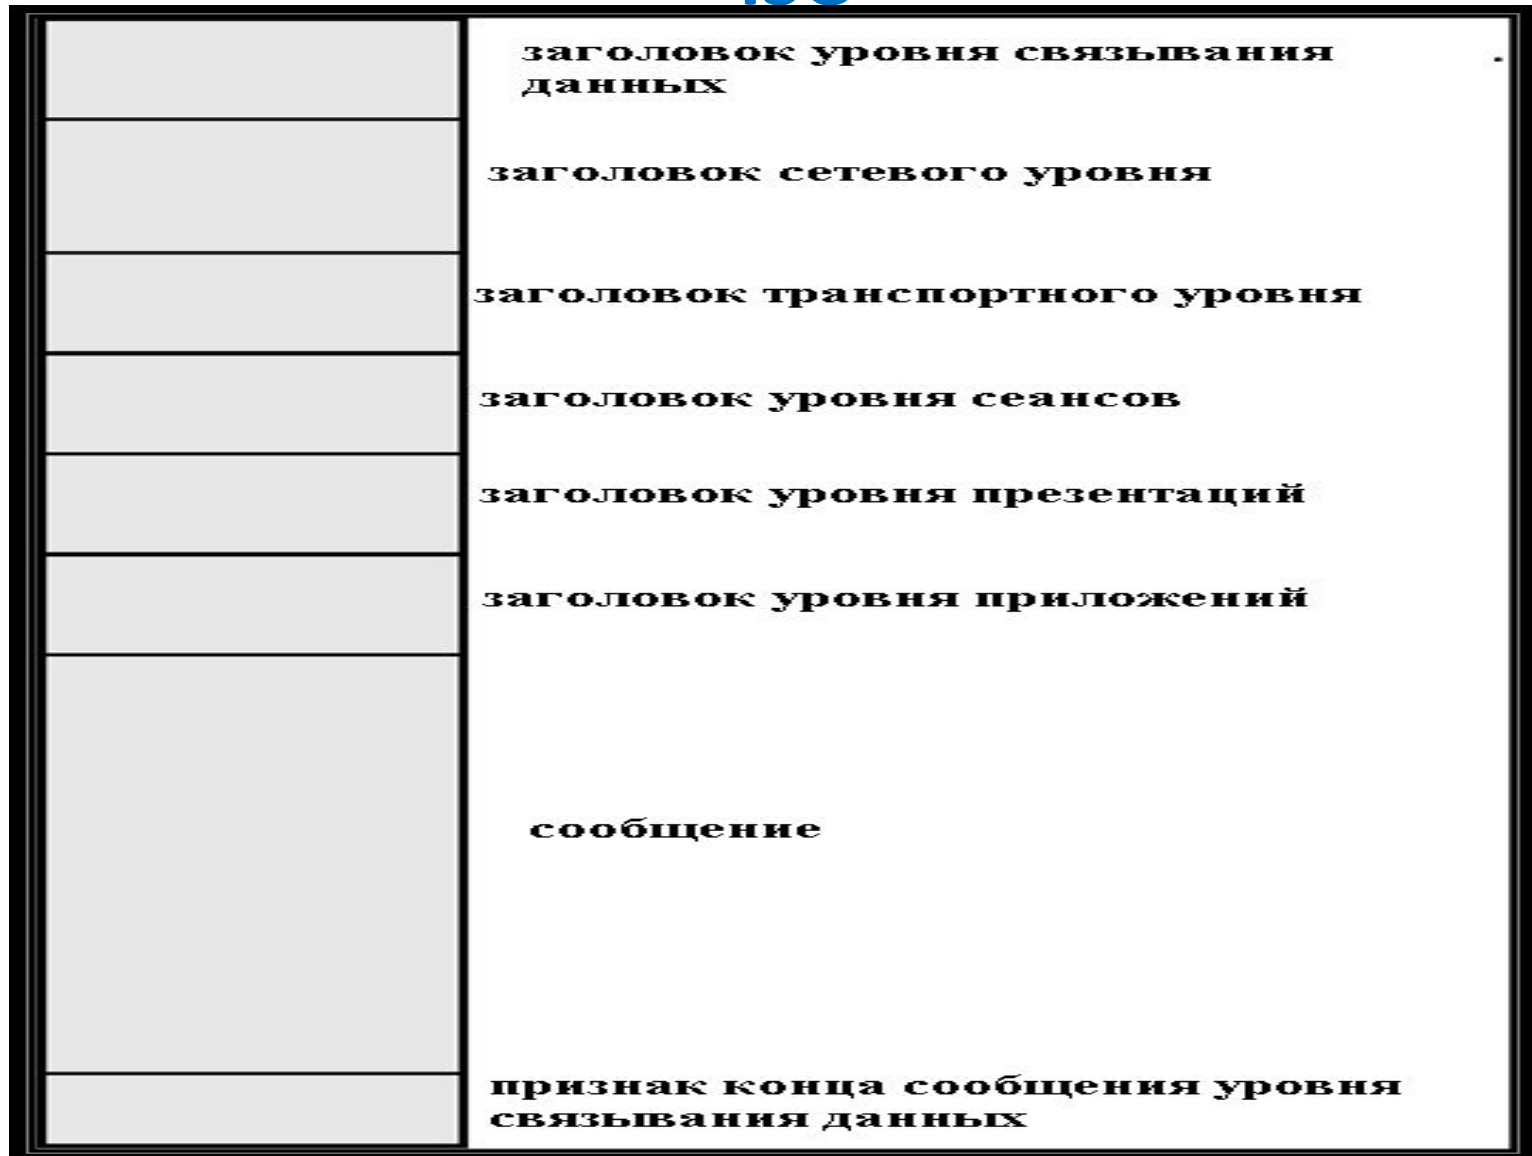 заголовок уровня связывания
данных
заголовок сетевого уровня
заголовок транспортного уровня
заголовок уровня сеансов
заголовок уровня презентаций
заголовок уровня приложений
сообщение
признак конца сообщения уровня
связывания данных